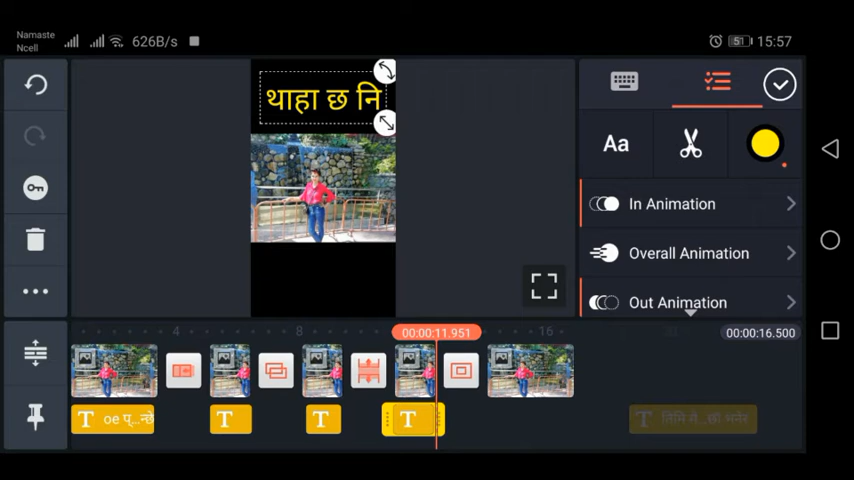 Namaste
Ncell
626B/s
51
15:57
थाहा छ नि
Aa
In Animation
Overall Animation
Out Animation
4
8
00:00:11.951
16
00:00:16.500
T oe प्...न्छे
T
T
T
T